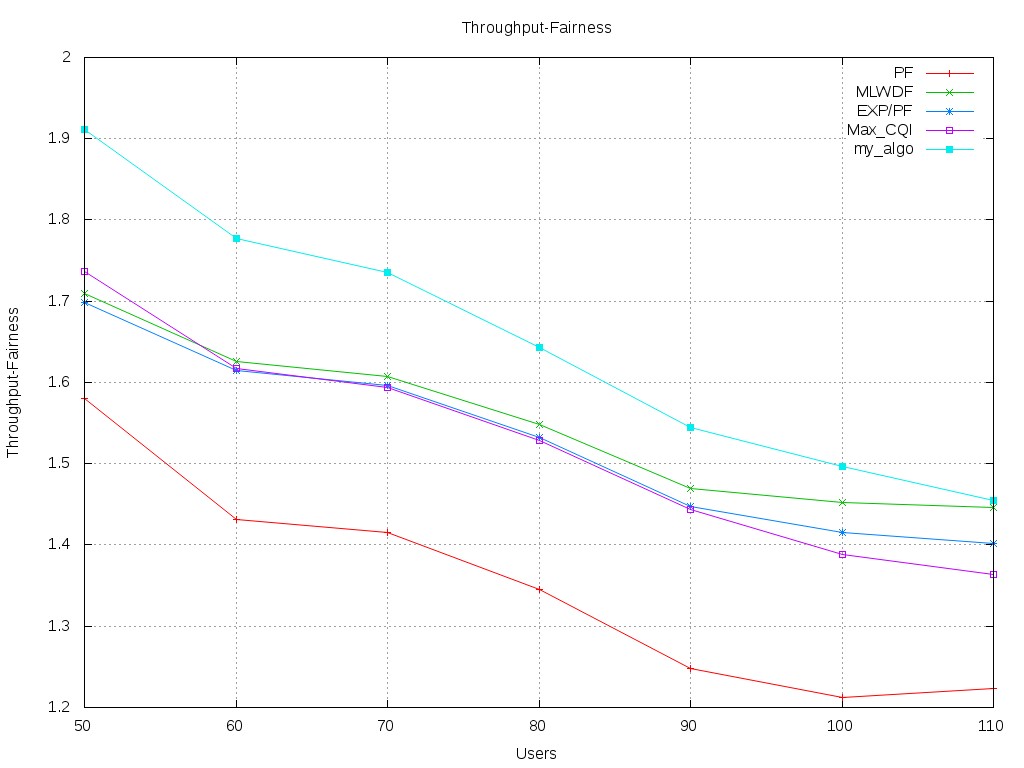 Throughput-Fairness
PF
MLWDF
EXP/PF
Max_CQI
my_algo
2
1.9
1.8
1.7
1.6
1.5
1.4
1.3
1.2
Throughput-Fairness
50 60 70 80 90 100 110
Users